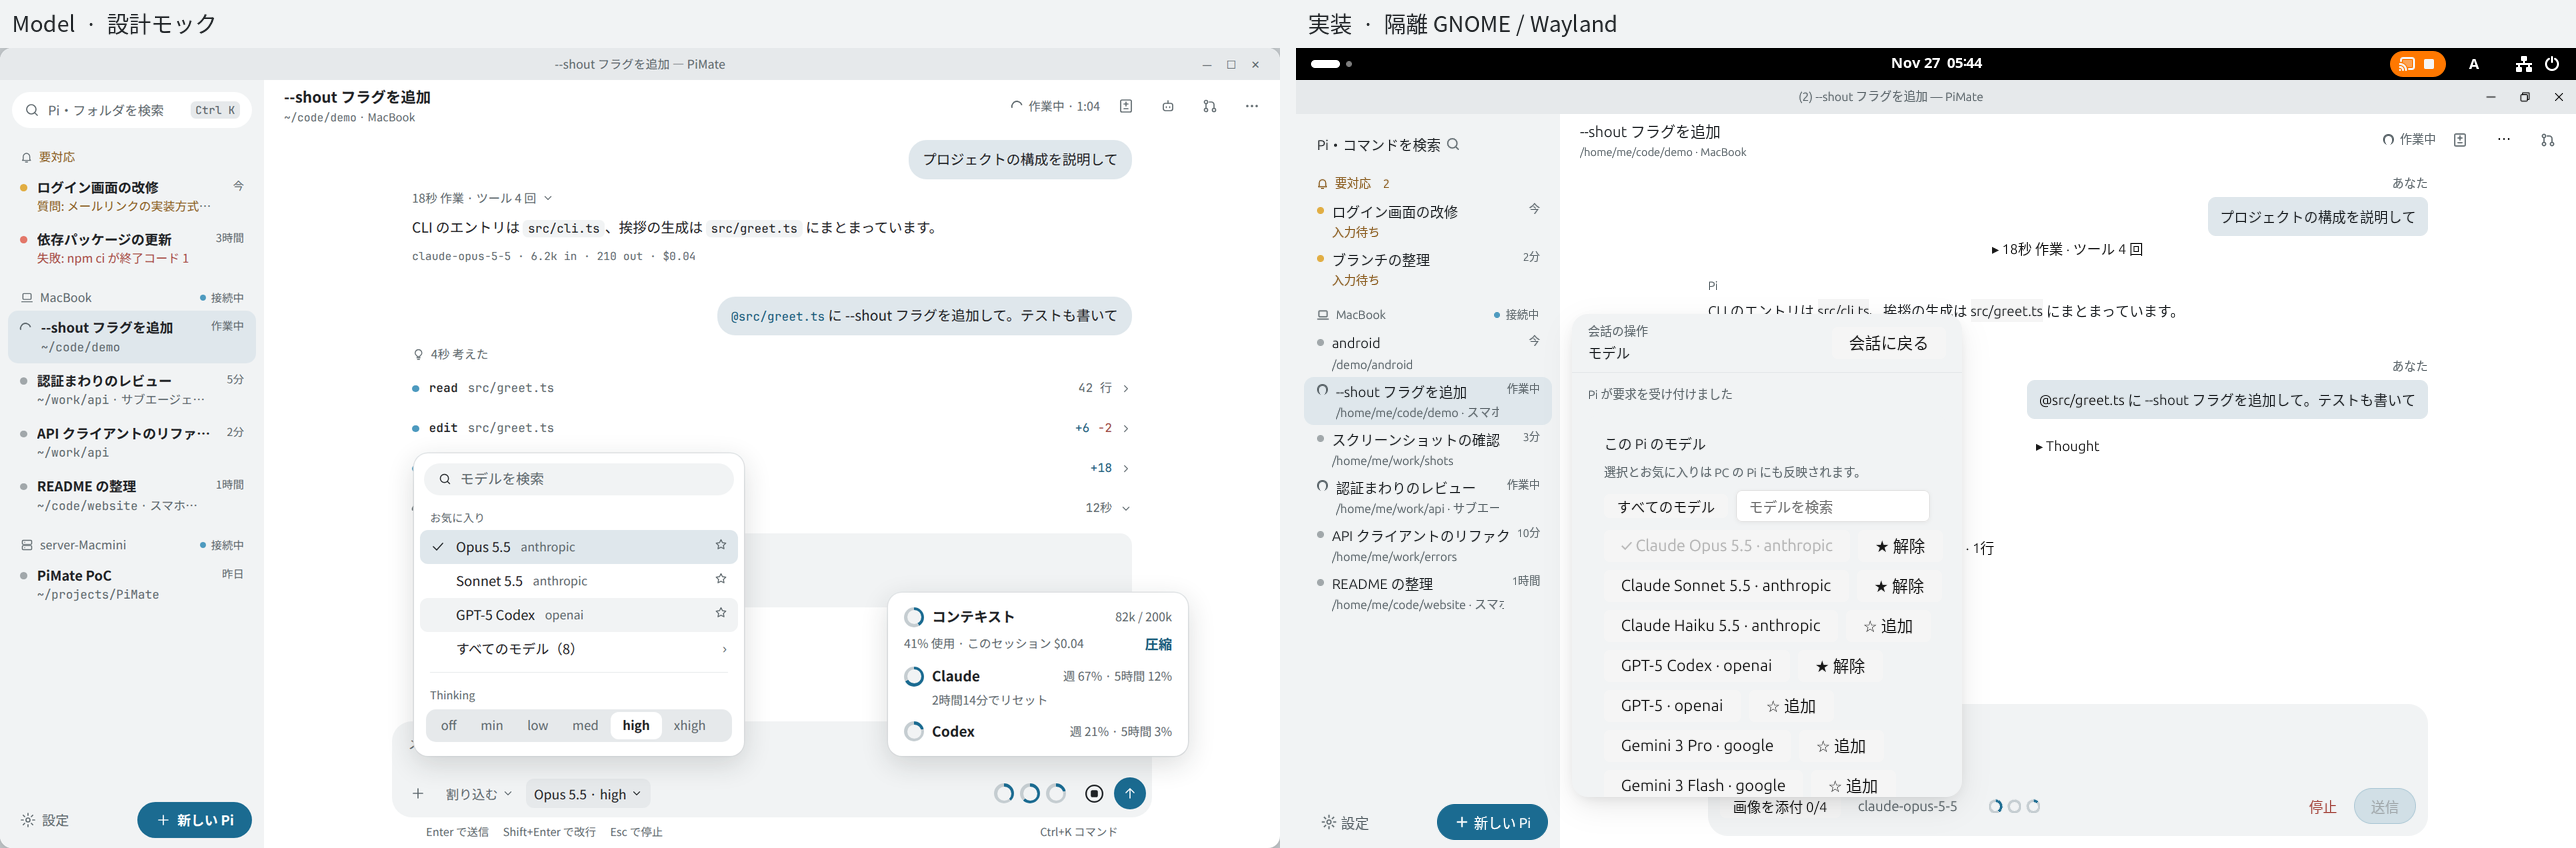 Model ・ 設計モック
--shout フラグを追加 — PiMate
Pi・フォルダを検索 Ctrl K
要対応
ログイン画面の改修 今
質問: メールリンクの実装方式…
依存パッケージの更新 3時間
失敗: npm ci が終了コード 1
MacBook 接続中
--shout フラグを追加 作業中
~/code/demo
認証まわりのレビュー 5分
~/work/api · サブエージェ…
API クライアントのリファ… 2分
~/work/api
README の整理 1時間
~/code/website · スマホ…
server-Macmini 接続中
PiMate PoC 昨日
~/projects/PiMate
設定
＋ 新しい Pi
--shout フラグを追加
~/code/demo · MacBook
作業中 · 1:04
プロジェクトの構成を説明して
18秒 作業 · ツール 4 回
CLI のエントリは src/cli.ts 、挨拶の生成は src/greet.ts にまとまっています。
claude-opus-5-5 · 6.2k in · 210 out · $0.04
@src/greet.ts に --shout フラグを追加して。テストも書いて
4秒 考えた
read src/greet.ts 42 行
edit src/greet.ts +6 -2
+18
12秒
モデルを検索
お気に入り
✓ Opus 5.5 anthropic ☆
Sonnet 5.5 anthropic ☆
GPT-5 Codex openai ☆
すべてのモデル（8）
Thinking
off min low med high xhigh
コンテキスト 82k / 200k
41% 使用 · このセッション $0.04 圧縮
Claude 週 67% · 5時間 12%
2時間14分でリセット
Codex 週 21% · 5時間 3%
＋ 割り込む Opus 5.5 · high
Enter で送信 Shift+Enter で改行 Esc で停止 Ctrl+K コマンド
実装 ・ 隔離 GNOME / Wayland
Nov 27 05:44
A
(2) --shout フラグを追加 — PiMate
Pi・コマンドを検索
要対応 2
ログイン画面の改修 今
入力待ち
ブランチの整理 2分
入力待ち
MacBook 接続中
android 今
/demo/android
--shout フラグを追加 作業中
/home/me/code/demo · スマホ
スクリーンショットの確認 3分
/home/me/work/shots
認証まわりのレビュー 作業中
/home/me/work/api · サブエー
API クライアントのリファク 10分
/home/me/work/errors
README の整理 1時間
/home/me/code/website · スマホ
設定
＋ 新しい Pi
--shout フラグを追加
/home/me/code/demo · MacBook
作業中
あなた
プロジェクトの構成を説明して
▸ 18秒 作業 · ツール 4 回
Pi
CLI のエントリは src/cli.ts、挨拶の生成は src/greet.ts にまとまっています。
あなた
@src/greet.ts に --shout フラグを追加して。テストも書いて
▸ Thought
· 1行
会話の操作
モデル
会話に戻る
Pi が要求を受け付けました
この Pi のモデル
選択とお気に入りは PC の Pi にも反映されます。
すべてのモデル モデルを検索
✓ Claude Opus 5.5 · anthropic ★ 解除
Claude Sonnet 5.5 · anthropic ★ 解除
Claude Haiku 5.5 · anthropic ☆ 追加
GPT-5 Codex · openai ★ 解除
GPT-5 · openai ☆ 追加
Gemini 3 Pro · google ☆ 追加
Gemini 3 Flash · google ☆ 追加
画像を添付 0/4 claude-opus-5-5 停止 送信